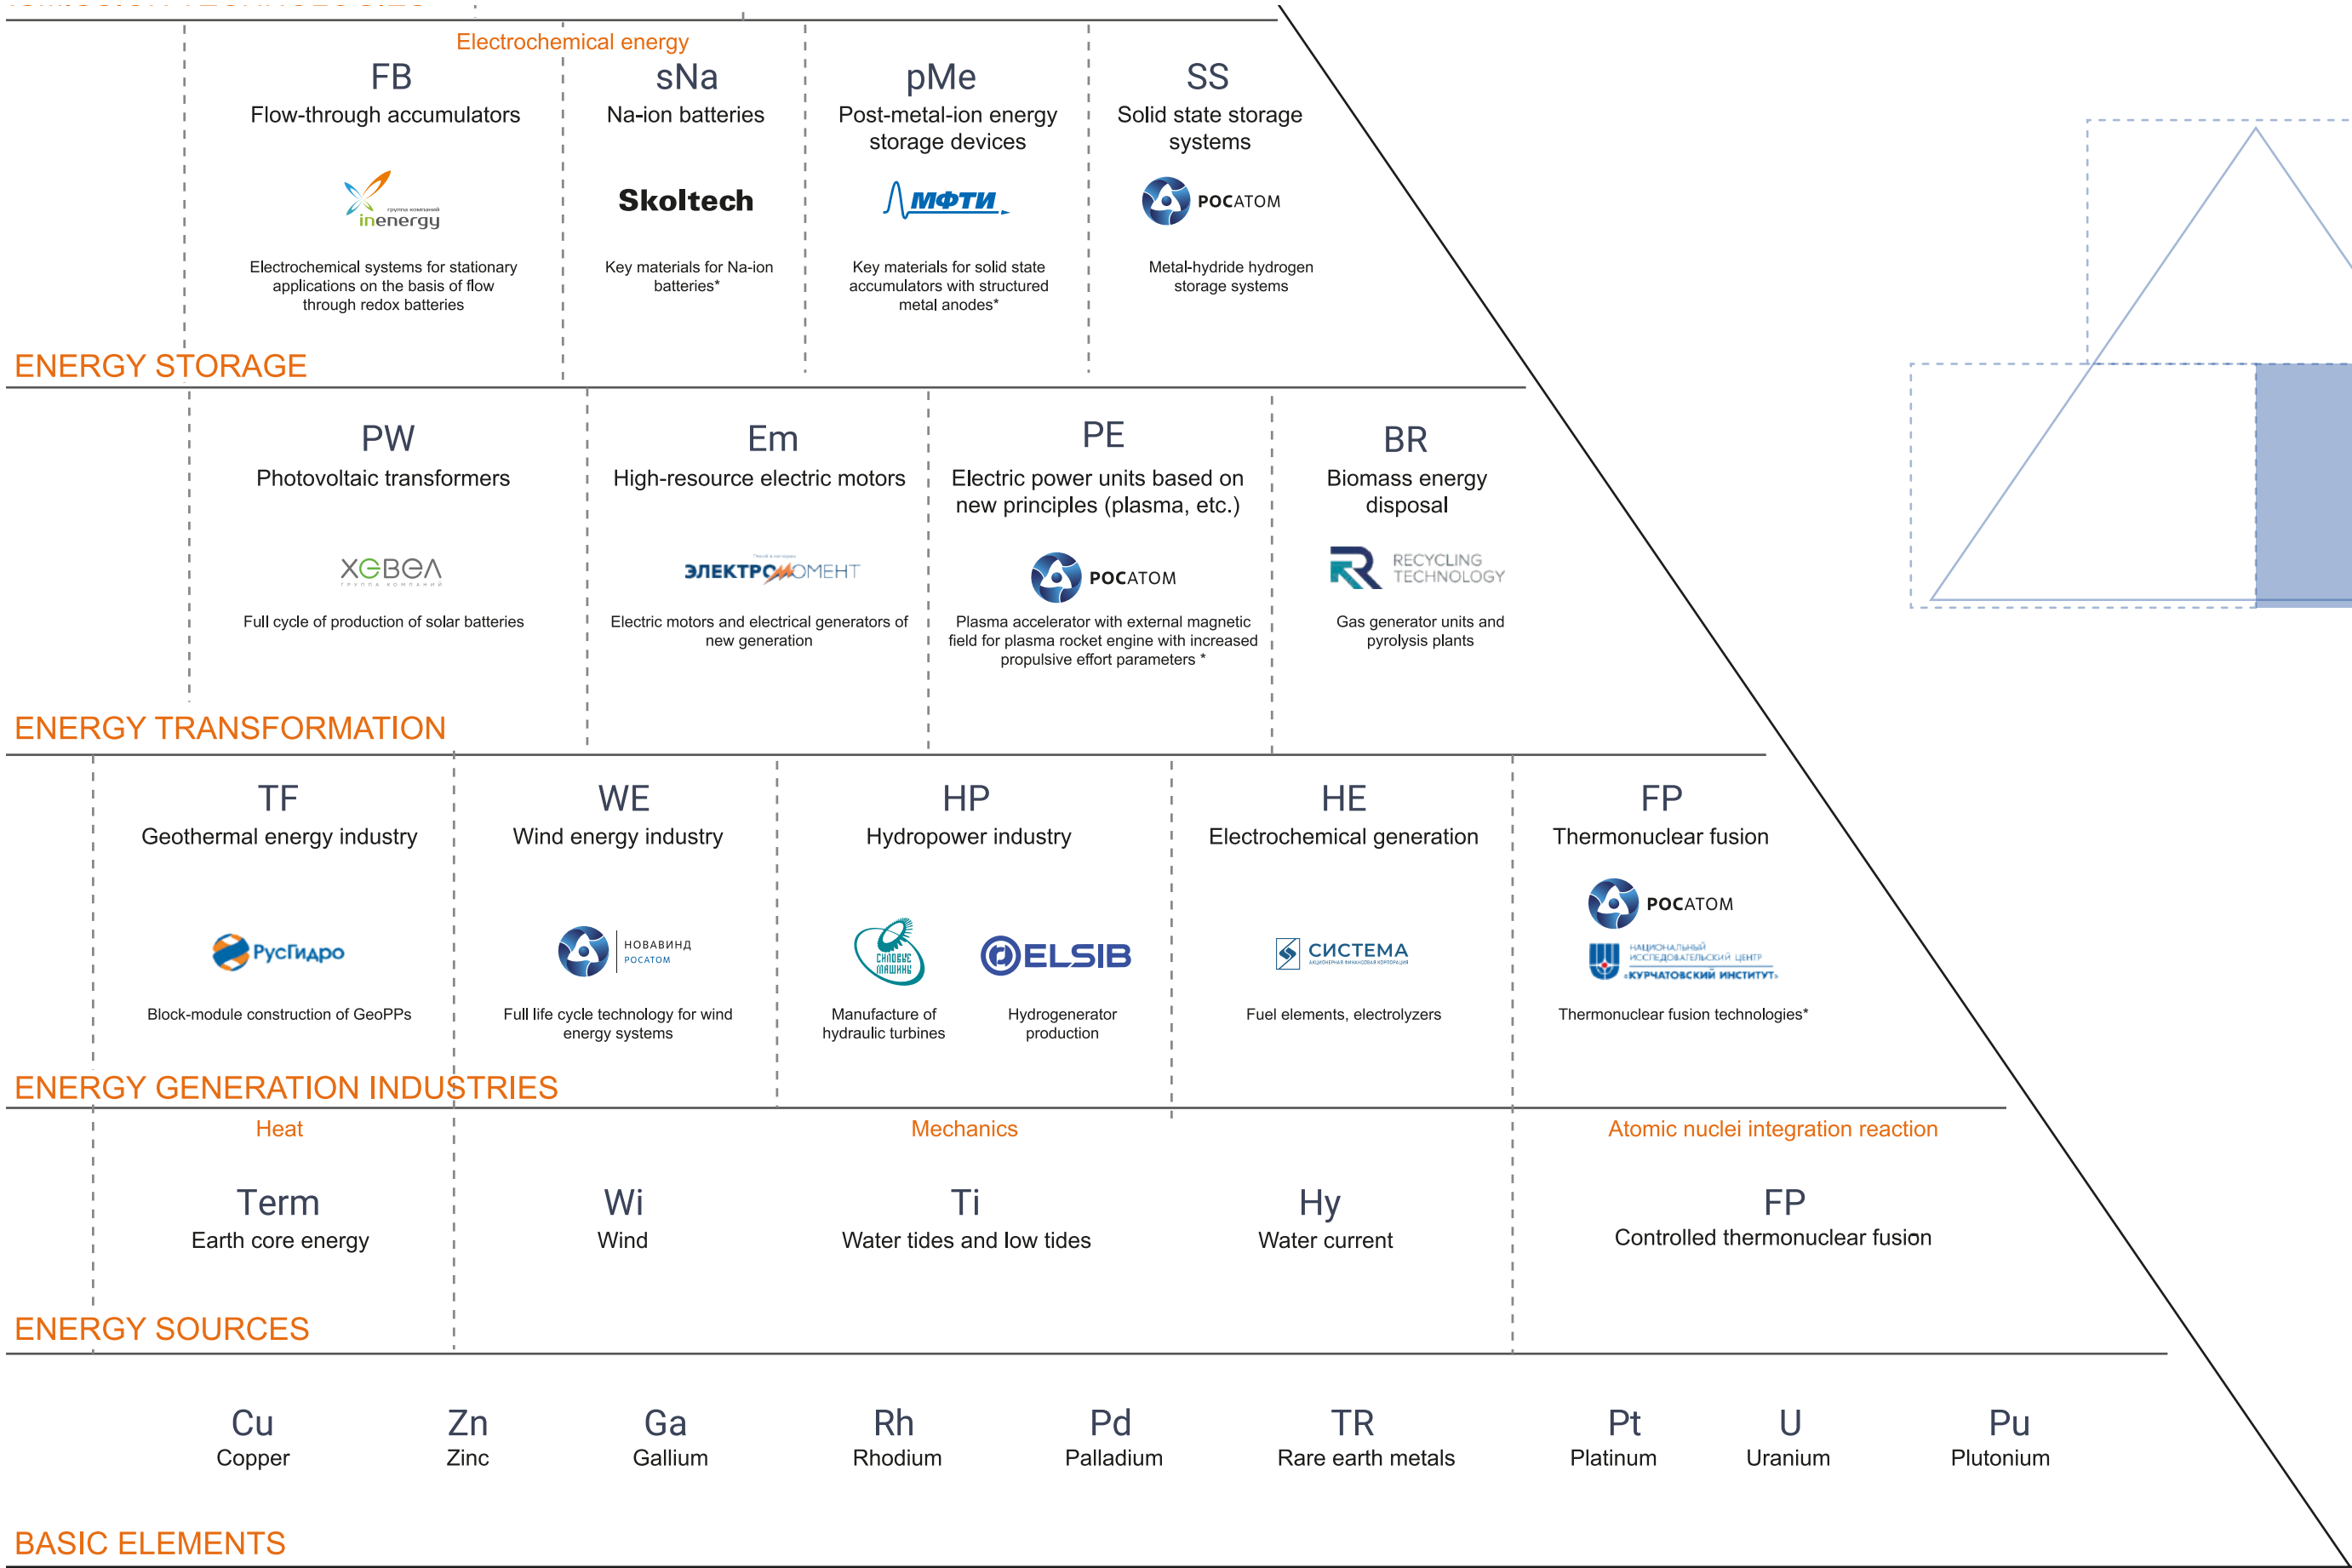 Electrochemical energy
FB
Flow-through accumulators
группа компаний
inenergy
Electrochemical systems for stationary
applications on the basis of flow
through redox batteries
sNa
Na-ion batteries
Skoltech
Key materials for Na-ion
batteries*
pMe
Post-metal-ion energy
storage devices
МФТИ
Key materials for solid state
accumulators with structured
metal anodes*
SS
Solid state storage
systems
РОСАТОМ
Metal-hydride hydrogen
storage systems
ENERGY STORAGE
PW
Photovoltaic transformers
ХЕВЕЛ
ГРУППА КОМПАНИЙ
Full cycle of production of solar batteries
Em
High-resource electric motors
ЭЛЕКТРОМОМЕНТ
Electric motors and electrical generators of
new generation
PE
Electric power units based on
new principles (plasma, etc.)
РОСАТОМ
Plasma accelerator with external magnetic
field for plasma rocket engine with increased
propulsive effort parameters *
BR
Biomass energy
disposal
RECYCLING
TECHNOLOGY
Gas generator units and
pyrolysis plants
ENERGY TRANSFORMATION
TF
Geothermal energy industry
РусГидро
Block-module construction of GeoPPs
WE
Wind energy industry
НОВАВИНД
РОСАТОМ
Full life cycle technology for wind
energy systems
HP
Hydropower industry
СИЛОВЫЕ
МАШИНЫ
ELSIB
Manufacture of
hydraulic turbines
Hydrogenerator
production
HE
Electrochemical generation
СИСТЕМА
АКЦИОНЕРНАЯ ФИНАНСОВАЯ КОРПОРАЦИЯ
Fuel elements, electrolyzers
FP
Thermonuclear fusion
РОСАТОМ
НАЦИОНАЛЬНЫЙ
ИССЛЕДОВАТЕЛЬСКИЙ ЦЕНТР
«КУРЧАТОВСКИЙ ИНСТИТУТ»
Thermonuclear fusion technologies*
ENERGY GENERATION INDUSTRIES
Heat
Mechanics
Atomic nuclei integration reaction
Term
Earth core energy
Wi
Wind
Ti
Water tides and low tides
Hy
Water current
FP
Controlled thermonuclear fusion
ENERGY SOURCES
Cu
Copper
Zn
Zinc
Ga
Gallium
Rh
Rhodium
Pd
Palladium
TR
Rare earth metals
Pt
Platinum
U
Uranium
Pu
Plutonium
BASIC ELEMENTS